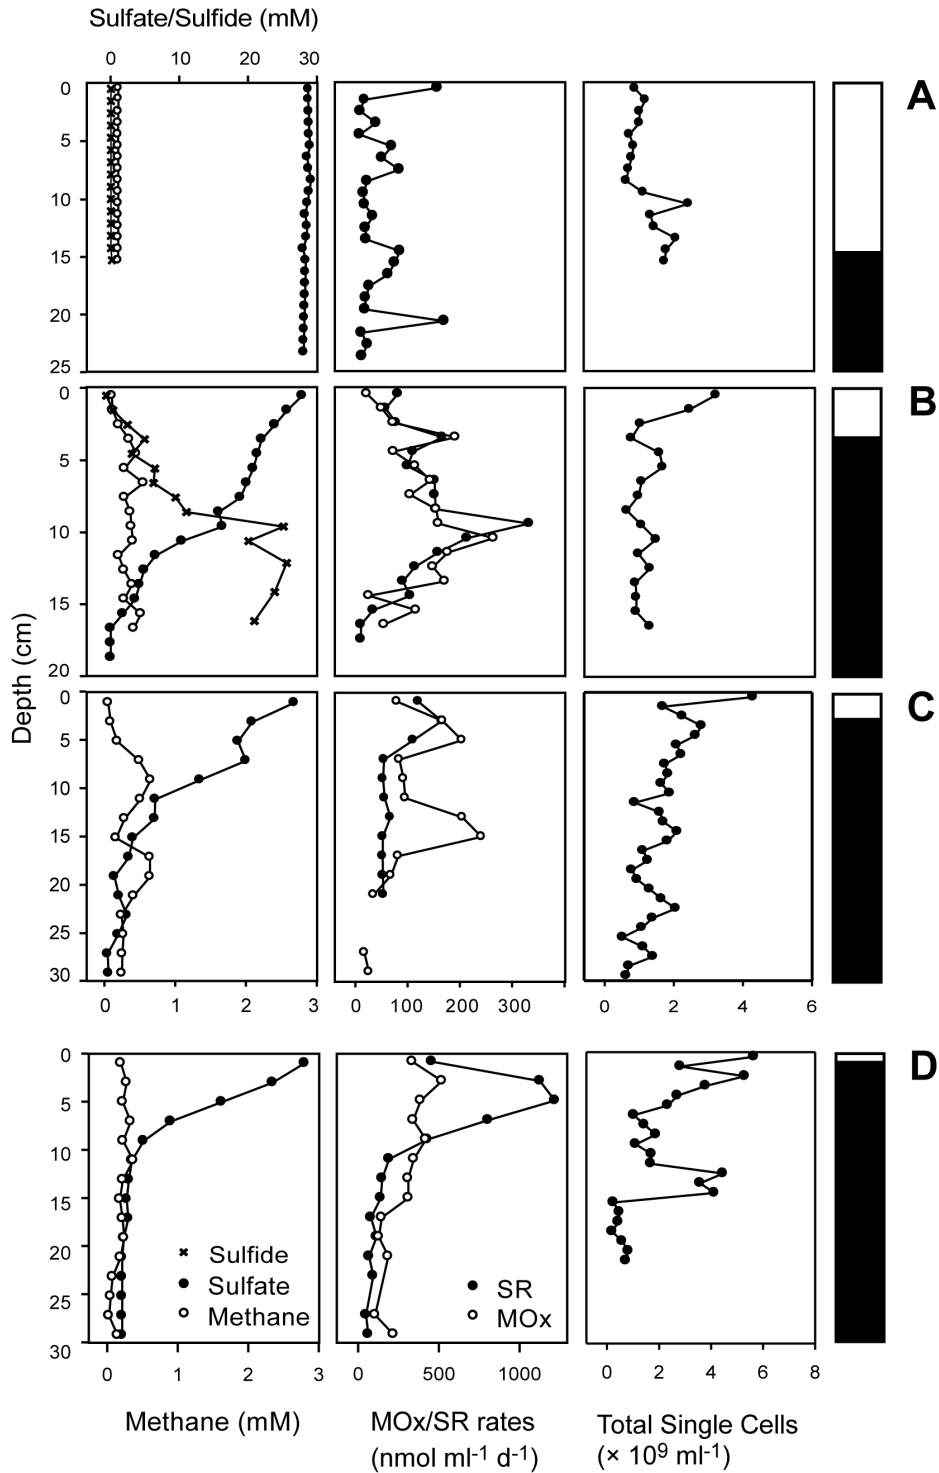 Sulfate/Sulfide (mM)
0 10 20 30
0
5
10
15
20
25
A
0
5
10
15
20
B
Depth (cm)
0
5
10
15
20
25
30
C
0 1 2 3
0 100 200 300
0 2 4 6
0
5
10
15
20
25
30
D
Sulfide
Sulfate
Methane
SR
MOx
0 1 2 3
0 500 1000
0 2 4 6 8
Methane (mM)
MOx/SR rates
(nmol ml⁻¹ d⁻¹)
Total Single Cells
(× 10⁹ ml⁻¹)